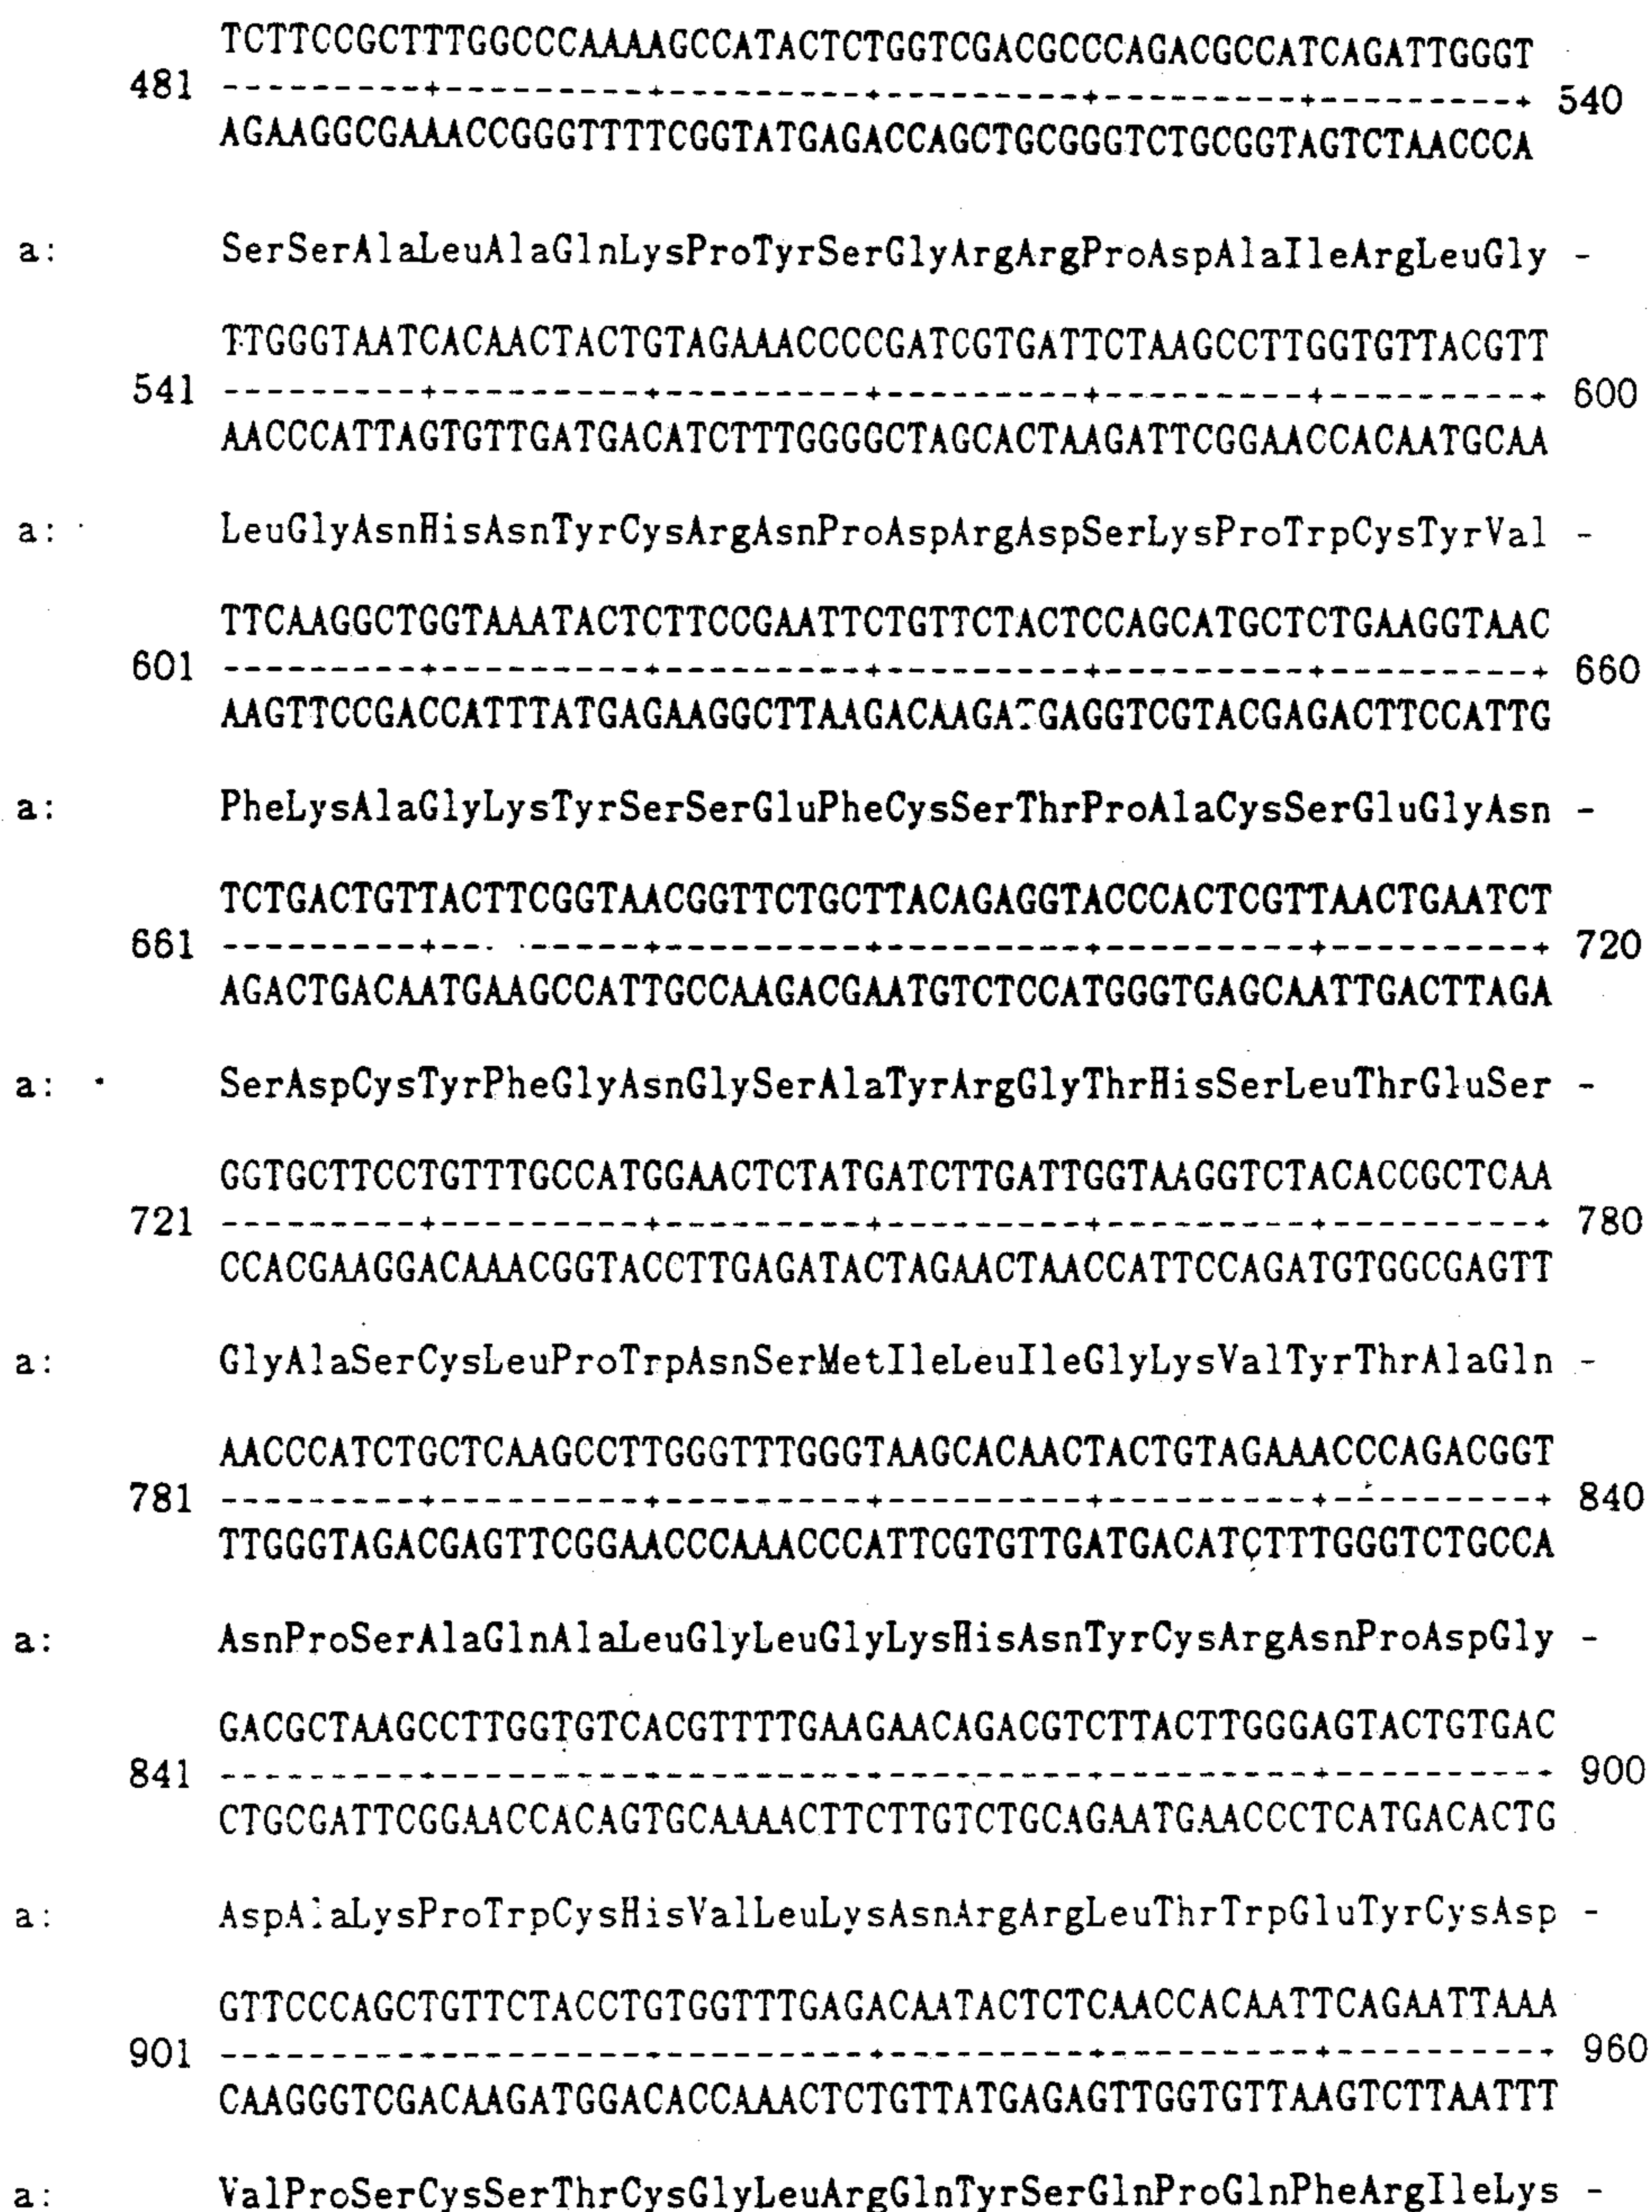 TCTTCCGCTTTGGCCCAAAAGCCATACTCTGGTCGACGCCCAGACGCCATCAGATTGGGT
481 ---------+---------+---------+---------+---------+---------+ 540
AGAAGGCGAAACCGGGTTTTCGGTATGAGACCAGCTGCGGGTCTGCGGTAGTCTAACCCA
a: SerSerAlaLeuAlaGlnLysProTyrSerGlyArgArgProAspAlaIleArgLeuGly -
TTGGGTAATCACAACTACTGTAGAAACCCCGATCGTGATTCTAAGCCTTGGTGTTACGTT
541 ---------+---------+---------+---------+---------+---------+ 600
AACCCATTAGTGTTGATGACATCTTTGGGGCTAGCACTAAGATTCGGAACCACAATGCAA
a: LeuGlyAsnHisAsnTyrCysArgAsnProAspArgAspSerLysProTrpCysTyrVal -
TTCAAGGCTGGTAAATACTCTTCCGAATTCTGTTCTACTCCAGCATGCTCTGAAGGTAAC
601 ---------+---------+---------+---------+---------+---------+ 660
AAGTTCCGACCATTTATGAGAAGGCTTAAGACAAGATGAGGTCGTACGAGACTTCCATTG
a: PheLysAlaGlyLysTyrSerSerGluPheCysSerThrProAlaCysSerGluGlyAsn -
TCTGACTGTTACTTCGGTAACGGTTCTGCTTACAGAGGTACCCACTCGTTAACTGAATCT
661 ---------+---------+---------+---------+---------+---------+ 720
AGACTGACAATGAAGCCATTGCCAAGACGAATGTCTCCATGGGTGAGCAATTGACTTAGA
a: SerAspCysTyrPheGlyAsnGlySerAlaTyrArgGlyThrHisSerLeuThrGluSer -
GGTGCTTCCTGTTTGCCATGGAACTCTATGATCTTGATTGGTAAGGTCTACACCGCTCAA
721 ---------+---------+---------+---------+---------+---------+ 780
CCACGAAGGACAAACGGTACCTTGAGATACTAGAACTAACCATTCCAGATGTGGCGAGTT
a: GlyAlaSerCysLeuProTrpAsnSerMetIleLeuIleGlyLysValTyrThrAlaGln -
AACCCATCTGCTCAAGCCTTGGGTTTGGGTAAGCACAACTACTGTAGAAACCCAGACGGT
781 ---------+---------+---------+---------+---------+---------+ 840
TTGGGTAGACGAGTTCGGAACCCAAACCCATTCGTGTTGATGACATCTTTGGGTCTGCCA
a: AsnProSerAlaGlnAlaLeuGlyLeuGlyLysHisAsnTyrCysArgAsnProAspGly -
GACGCTAAGCCTTGGTGTCACGTTTTGAAGAACAGACGTCTTACTTGGGAGTACTGTGAC
841 ---------+---------+---------+---------+---------+---------+ 900
CTGCGATTCGGAACCACAGTGCAAAACTTCTTGTCTGCAGAATGAACCCTCATGACACTG
a: AspAlaLysProTrpCysHisValLeuLysAsnArgArgLeuThrTrpGluTyrCysAsp -
GTTCCCAGCTGTTCTACCTGTGGTTTGAGACAATACTCTCAACCACAATTCAGAATTAAA
901 ---------+---------+---------+---------+---------+---------+ 960
CAAGGGTCGACAAGATGGACACCAAACTCTGTTATGAGAGTTGGTGTTAAGTCTTAATTT
a: ValProSerCysSerThrCysGlyLeuArgGlnTyrSerGlnProGlnPheArgIleLys -